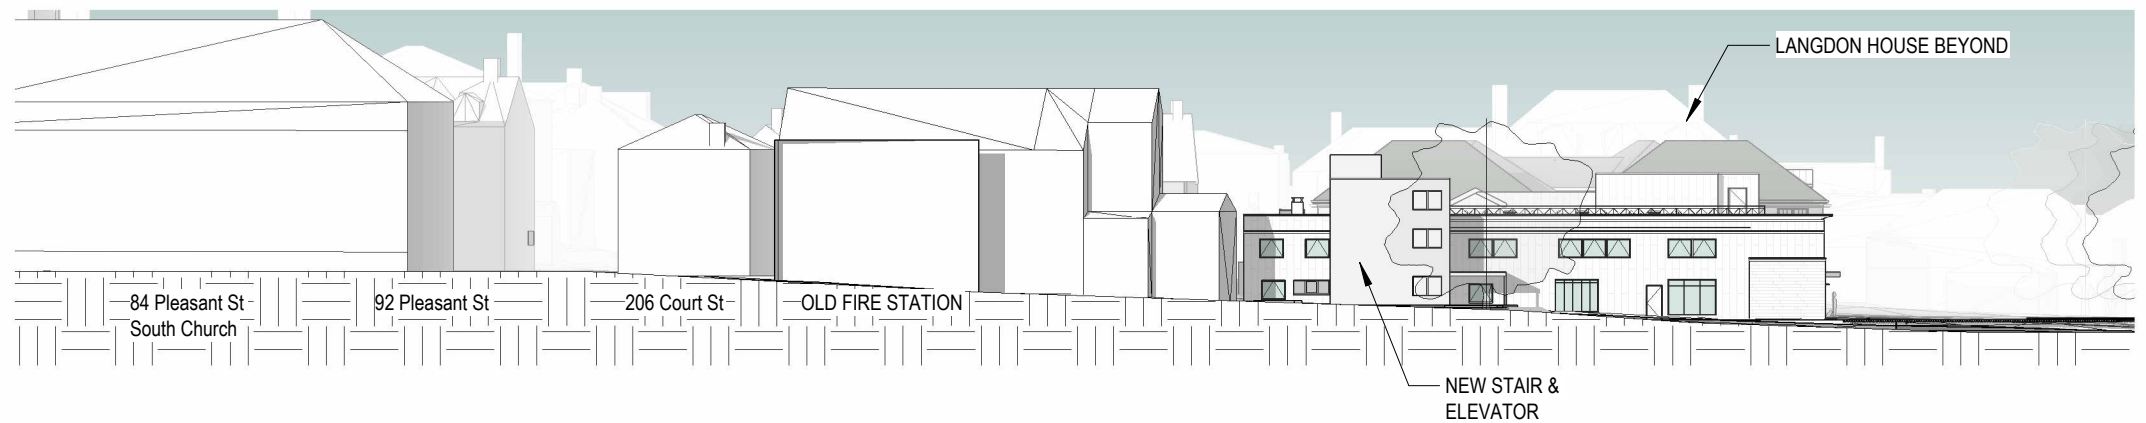 LANGDON HOUSE BEYOND
84 Pleasant St
South Church
92 Pleasant St
206 Court St
OLD FIRE STATION
NEW STAIR &
ELEVATOR